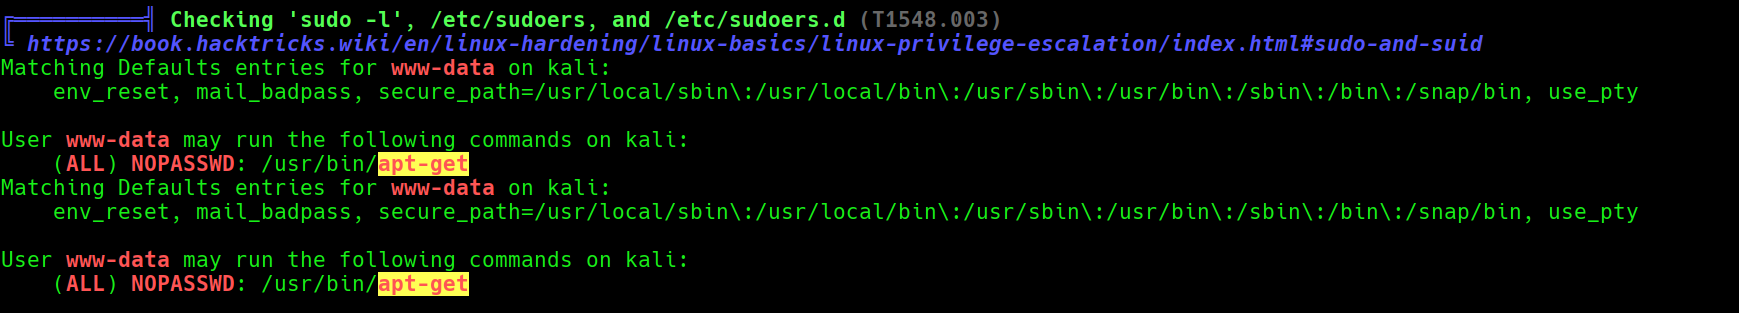 ╔══════════╣ Checking 'sudo -l', /etc/sudoers, and /etc/sudoers.d (T1548.003)
╚ https://book.hacktricks.wiki/en/linux-hardening/linux-basics/linux-privilege-escalation/index.html#sudo-and-suid
Matching Defaults entries for www-data on kali:
    env_reset, mail_badpass, secure_path=/usr/local/sbin\:/usr/local/bin\:/usr/sbin\:/usr/bin\:/sbin\:/bin\:/snap/bin, use_pty

User www-data may run the following commands on kali:
    (ALL) NOPASSWD: /usr/bin/apt-get
Matching Defaults entries for www-data on kali:
    env_reset, mail_badpass, secure_path=/usr/local/sbin\:/usr/local/bin\:/usr/sbin\:/usr/bin\:/sbin\:/bin\:/snap/bin, use_pty

User www-data may run the following commands on kali:
    (ALL) NOPASSWD: /usr/bin/apt-get